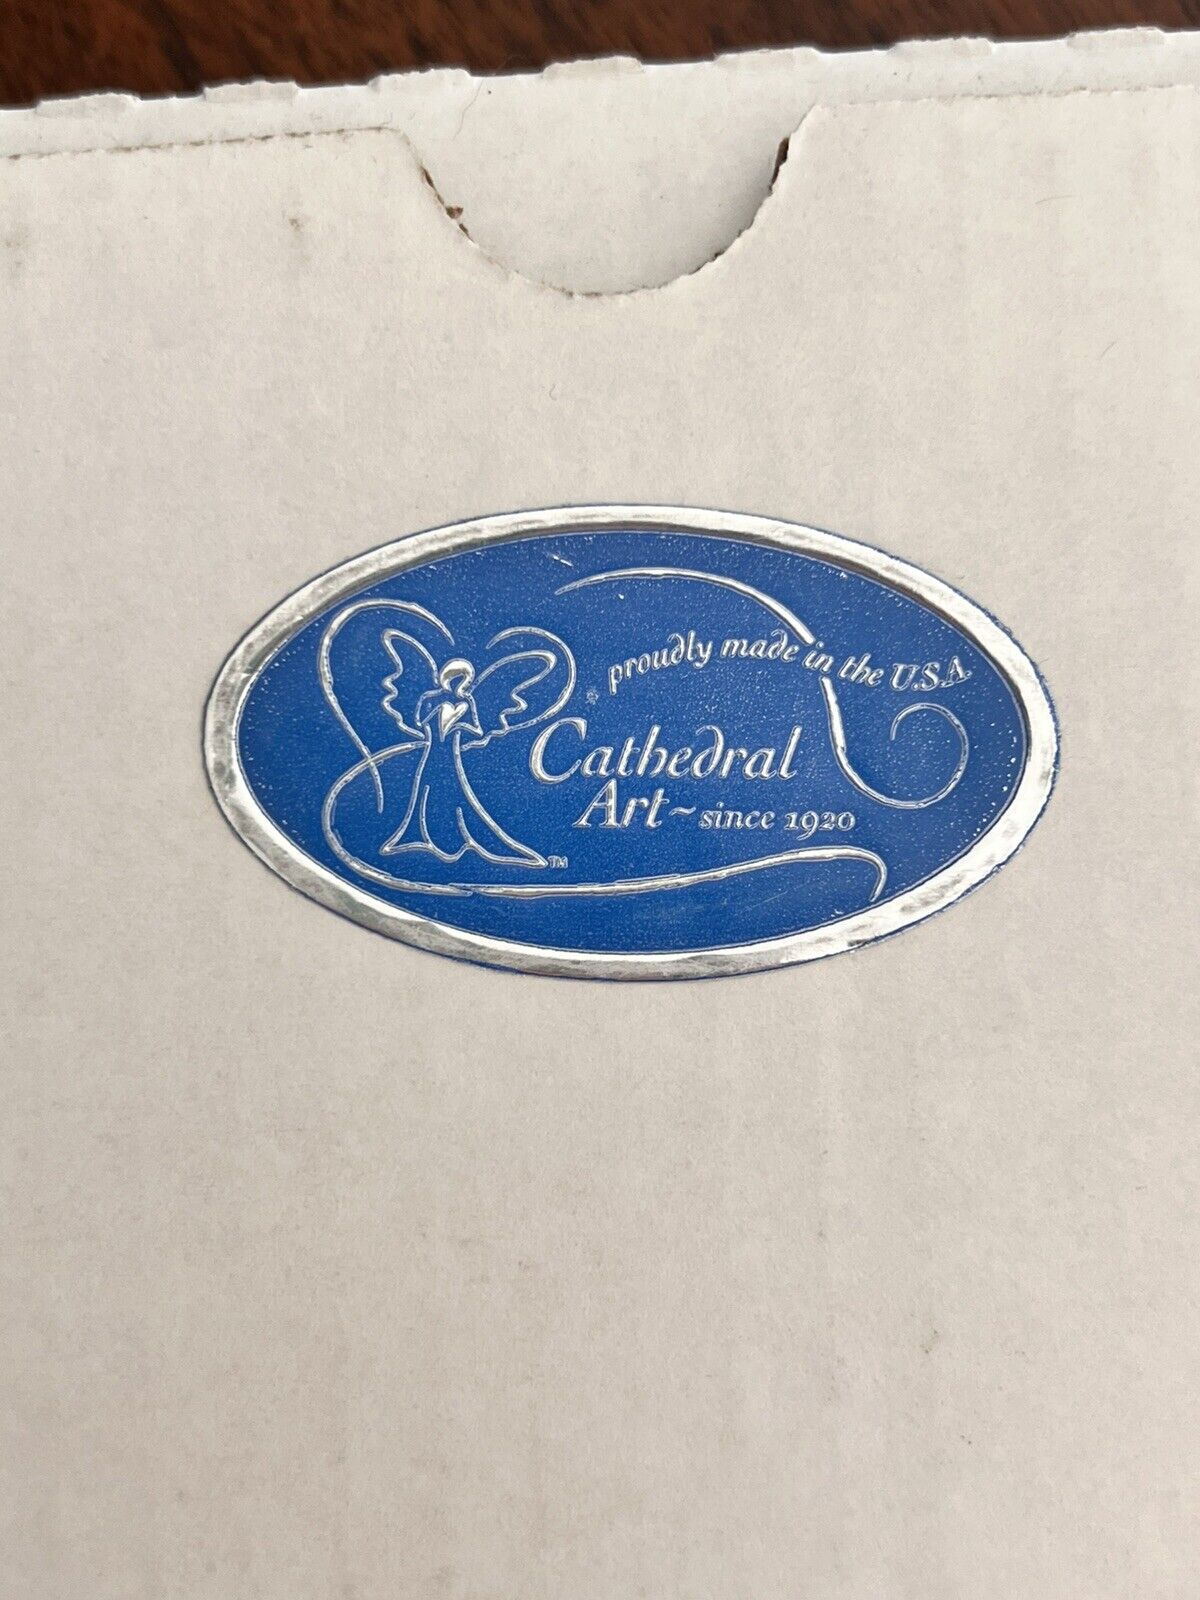 proudly made in the U.S.A.
® Cathedral
Art ~ since 1920
TM